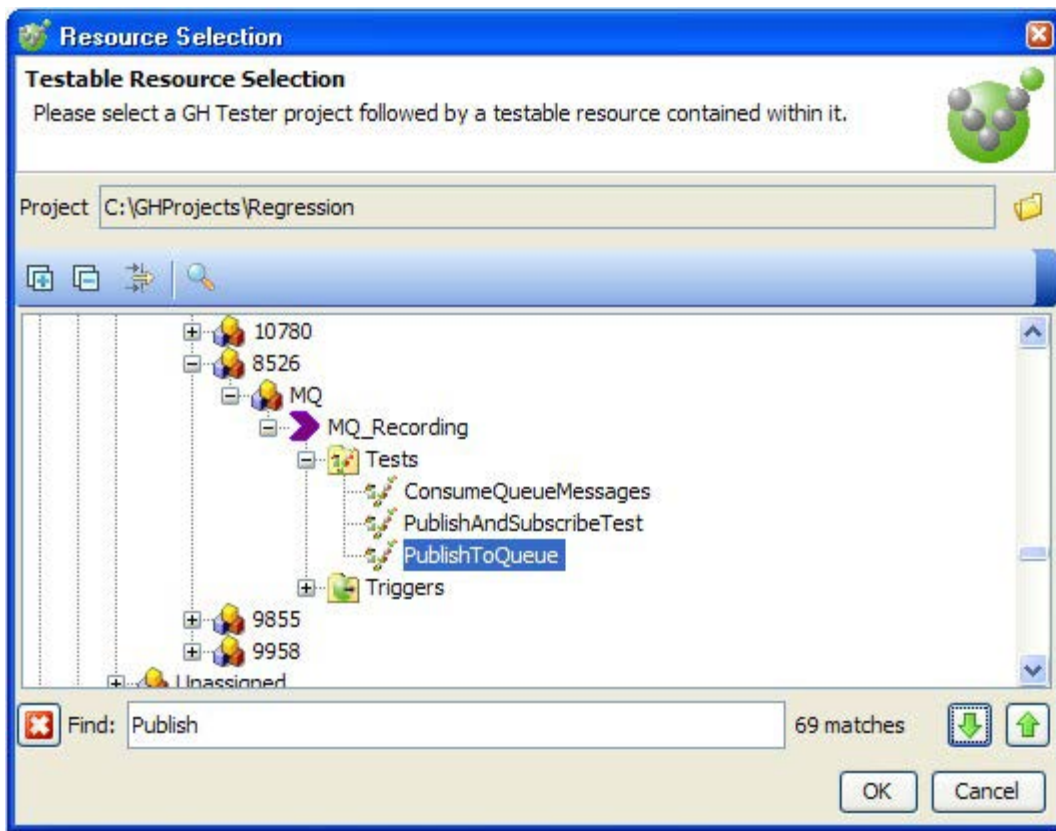 Resource Selection
Testable Resource Selection
Please select a GH Tester project followed by a testable resource contained within it.
Project C:\GHProjects\Regression
10780
8526
MQ
MQ_Recording
Tests
ConsumeQueueMessages
PublishAndSubscribeTest
PublishToQueue
Triggers
9855
9958
Unassigned
Find: Publish 69 matches
OK Cancel